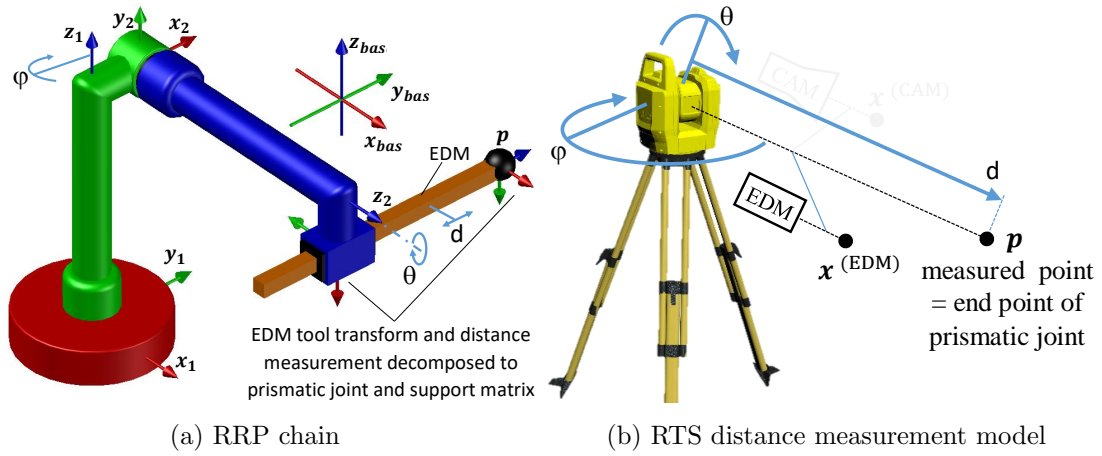 z₁
y₂
x₂
φ
z_bas
y_bas
x_bas
EDM
p
z₂
d
θ
y₁
x₁
EDM tool transform and distance
measurement decomposed to
prismatic joint and support matrix
(a) RRP chain
θ
CAM
x (CAM)
φ
d
EDM
x (EDM)
p
measured point
= end point of
prismatic joint
(b) RTS distance measurement model